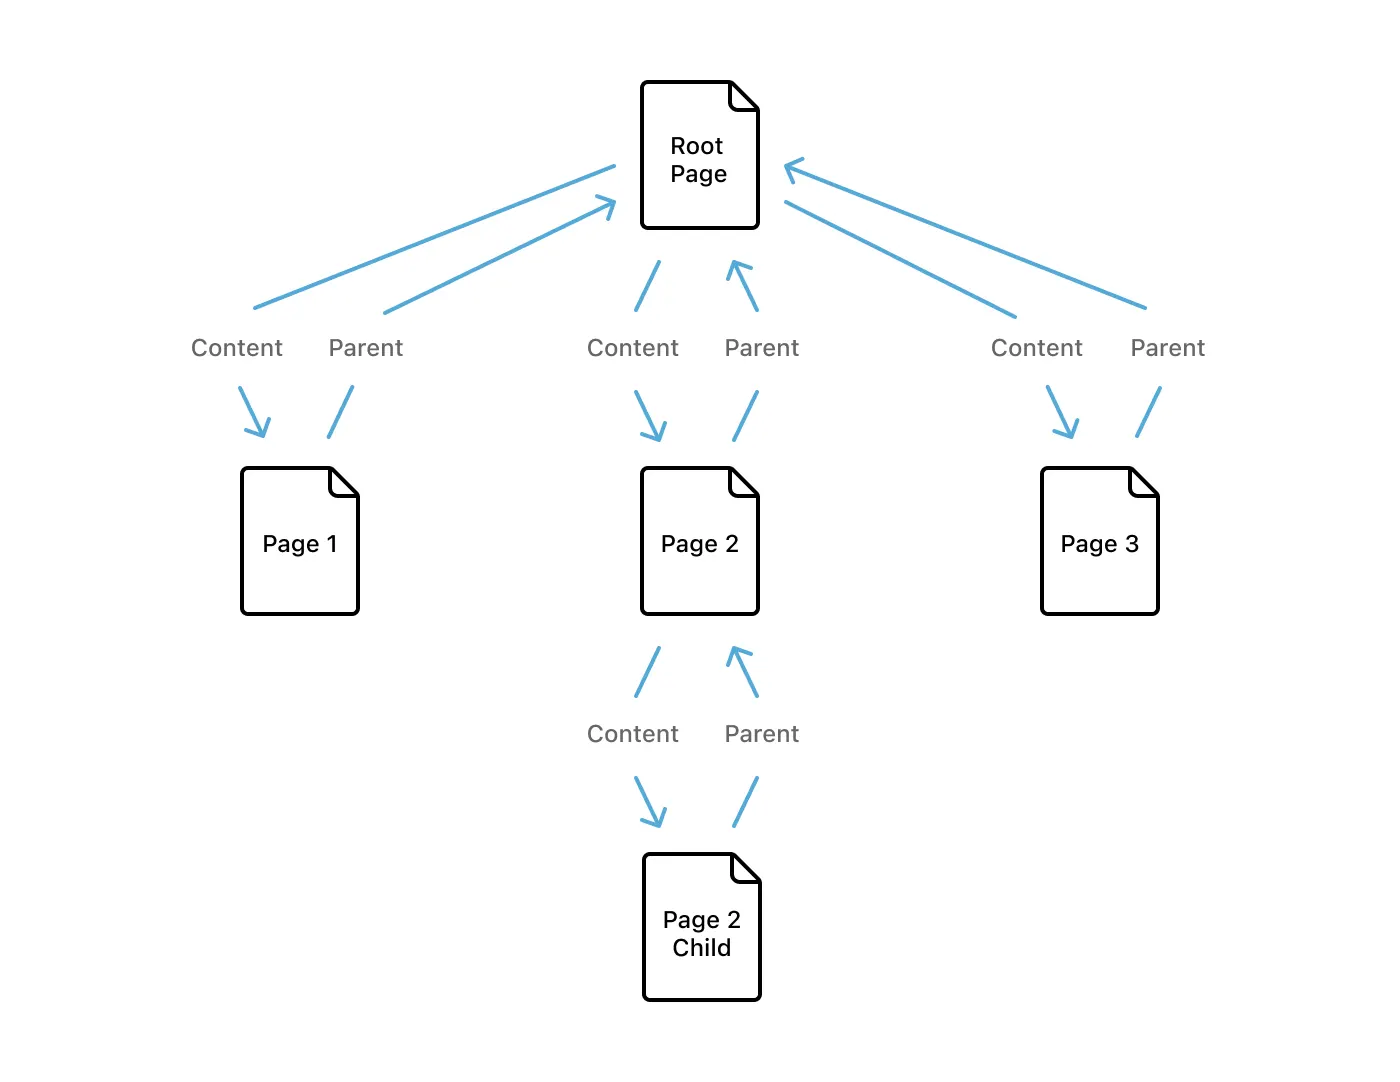 Root
Page
Content Parent Content Parent Content Parent
Page 1 Page 2 Page 3
Content Parent
Page 2
Child